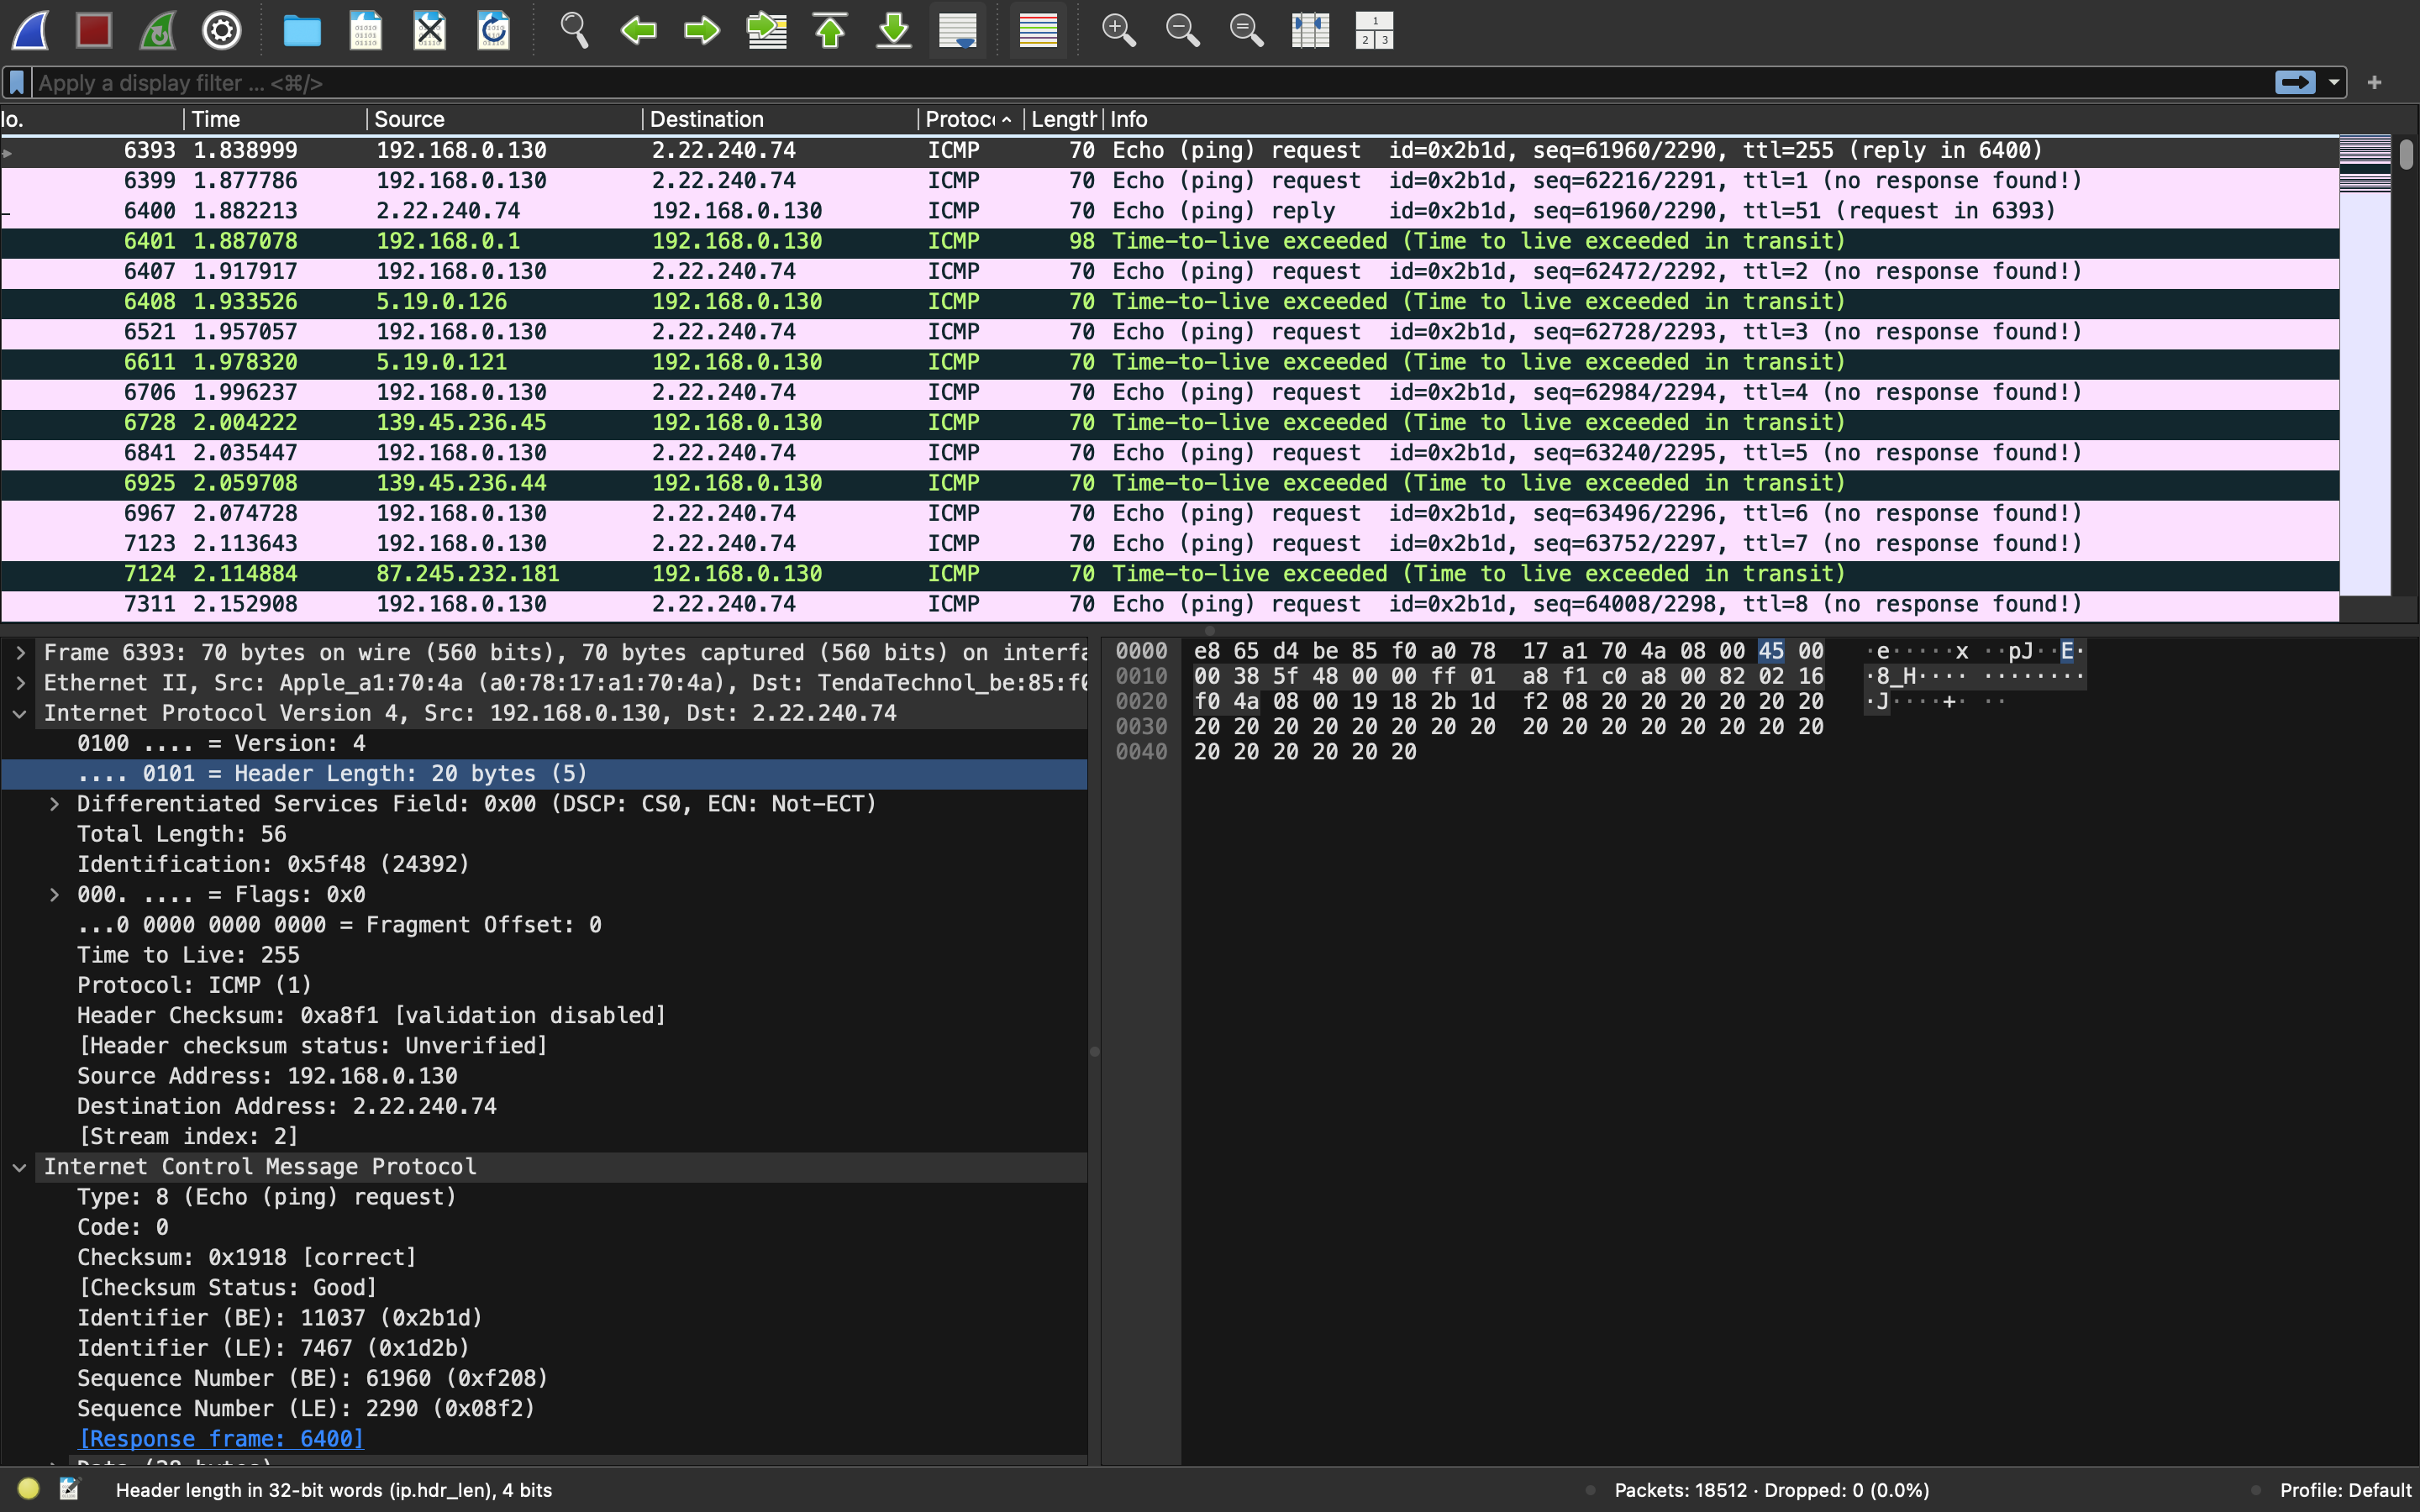 Apply a display filter ... <⌘/>
lo. Time Source Destination Protoc Length Info
6393 1.838999 192.168.0.130 2.22.240.74 ICMP 70 Echo (ping) request id=0x2b1d, seq=61960/2290, ttl=255 (reply in 6400)
6399 1.877786 192.168.0.130 2.22.240.74 ICMP 70 Echo (ping) request id=0x2b1d, seq=62216/2291, ttl=1 (no response found!)
6400 1.882213 2.22.240.74 192.168.0.130 ICMP 70 Echo (ping) reply id=0x2b1d, seq=61960/2290, ttl=51 (request in 6393)
6401 1.887078 192.168.0.1 192.168.0.130 ICMP 98 Time-to-live exceeded (Time to live exceeded in transit)
6407 1.917917 192.168.0.130 2.22.240.74 ICMP 70 Echo (ping) request id=0x2b1d, seq=62472/2292, ttl=2 (no response found!)
6408 1.933526 5.19.0.126 192.168.0.130 ICMP 70 Time-to-live exceeded (Time to live exceeded in transit)
6521 1.957057 192.168.0.130 2.22.240.74 ICMP 70 Echo (ping) request id=0x2b1d, seq=62728/2293, ttl=3 (no response found!)
6611 1.978320 5.19.0.121 192.168.0.130 ICMP 70 Time-to-live exceeded (Time to live exceeded in transit)
6706 1.996237 192.168.0.130 2.22.240.74 ICMP 70 Echo (ping) request id=0x2b1d, seq=62984/2294, ttl=4 (no response found!)
6728 2.004222 139.45.236.45 192.168.0.130 ICMP 70 Time-to-live exceeded (Time to live exceeded in transit)
6841 2.035447 192.168.0.130 2.22.240.74 ICMP 70 Echo (ping) request id=0x2b1d, seq=63240/2295, ttl=5 (no response found!)
6925 2.059708 139.45.236.44 192.168.0.130 ICMP 70 Time-to-live exceeded (Time to live exceeded in transit)
6967 2.074728 192.168.0.130 2.22.240.74 ICMP 70 Echo (ping) request id=0x2b1d, seq=63496/2296, ttl=6 (no response found!)
7123 2.113643 192.168.0.130 2.22.240.74 ICMP 70 Echo (ping) request id=0x2b1d, seq=63752/2297, ttl=7 (no response found!)
7124 2.114884 87.245.232.181 192.168.0.130 ICMP 70 Time-to-live exceeded (Time to live exceeded in transit)
7311 2.152908 192.168.0.130 2.22.240.74 ICMP 70 Echo (ping) request id=0x2b1d, seq=64008/2298, ttl=8 (no response found!)
Frame 6393: 70 bytes on wire (560 bits), 70 bytes captured (560 bits) on interfa
Ethernet II, Src: Apple_a1:70:4a (a0:78:17:a1:70:4a), Dst: TendaTechnol_be:85:f0
Internet Protocol Version 4, Src: 192.168.0.130, Dst: 2.22.240.74
0100 .... = Version: 4
.... 0101 = Header Length: 20 bytes (5)
Differentiated Services Field: 0x00 (DSCP: CS0, ECN: Not-ECT)
Total Length: 56
Identification: 0x5f48 (24392)
000. .... = Flags: 0x0
...0 0000 0000 0000 = Fragment Offset: 0
Time to Live: 255
Protocol: ICMP (1)
Header Checksum: 0xa8f1 [validation disabled]
[Header checksum status: Unverified]
Source Address: 192.168.0.130
Destination Address: 2.22.240.74
[Stream index: 2]
Internet Control Message Protocol
Type: 8 (Echo (ping) request)
Code: 0
Checksum: 0x1918 [correct]
[Checksum Status: Good]
Identifier (BE): 11037 (0x2b1d)
Identifier (LE): 7467 (0x1d2b)
Sequence Number (BE): 61960 (0xf208)
Sequence Number (LE): 2290 (0x08f2)
[Response frame: 6400]
Data (28 bytes)
0000 e8 65 d4 be 85 f0 a0 78 17 a1 70 4a 08 00 45 00 ·e·····x ··pJ··E·
0010 00 38 5f 48 00 00 ff 01 a8 f1 c0 a8 00 82 02 16 ·8_H···· ········
0020 f0 4a 08 00 19 18 2b 1d f2 08 20 20 20 20 20 20 ·J····+· ··
0030 20 20 20 20 20 20 20 20 20 20 20 20 20 20 20 20
0040 20 20 20 20 20 20
Header length in 32-bit words (ip.hdr_len), 4 bits
Packets: 18512 · Dropped: 0 (0.0%)
Profile: Default